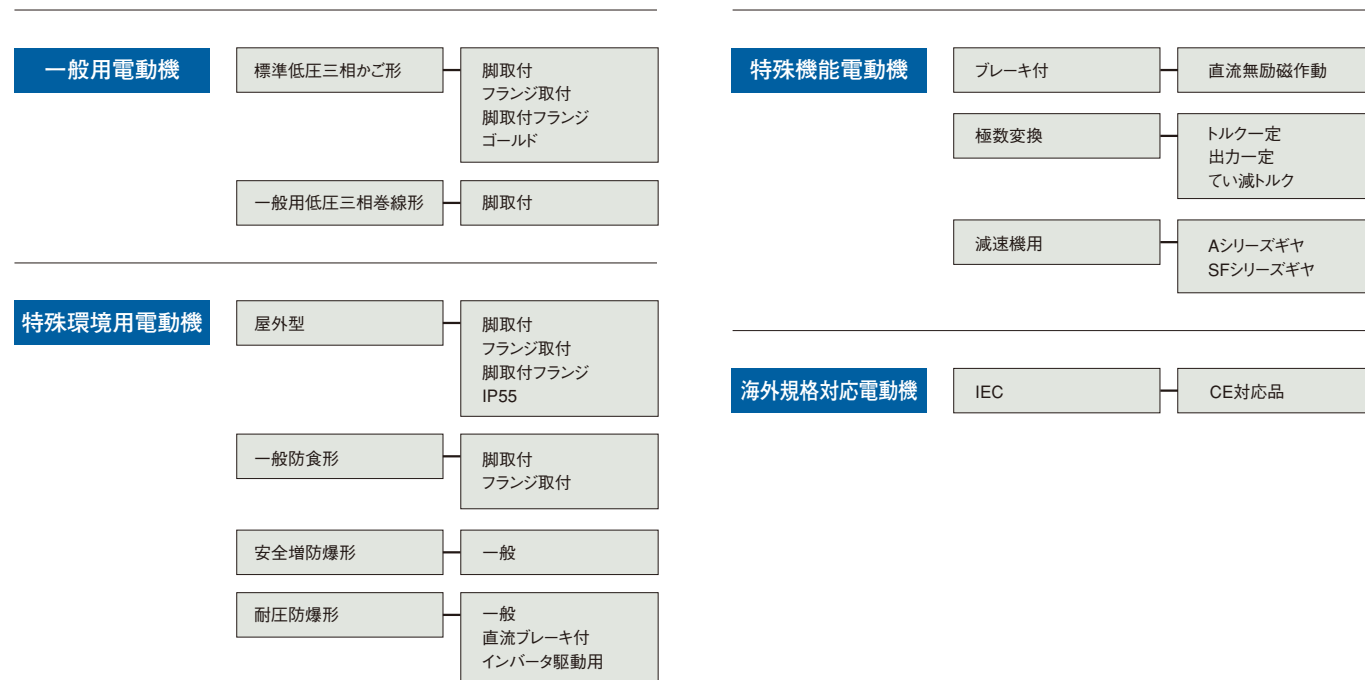 一般用電動機
標準低圧三相かご形
脚取付
フランジ取付
脚取付フランジ
ゴールド
一般用低圧三相巻線形
脚取付
特殊環境用電動機
屋外型
脚取付
フランジ取付
脚取付フランジ
IP55
一般防食形
脚取付
フランジ取付
安全増防爆形
一般
耐圧防爆形
一般
直流ブレーキ付
インバータ駆動用
特殊機能電動機
ブレーキ付
直流無励磁作動
極数変換
トルク一定
出力一定
てい減トルク
減速機用
Aシリーズギヤ
SFシリーズギヤ
海外規格対応電動機
IEC
CE対応品